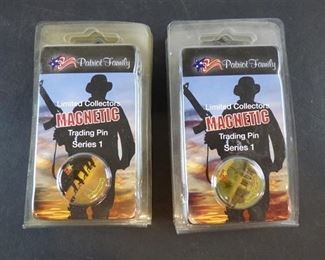 Patriot Family
Limited Collectors
MAGNETIC
Trading Pin
Series 1
Patriot Family
Limited Collectors
MAGNETIC
Trading Pin
Series 1